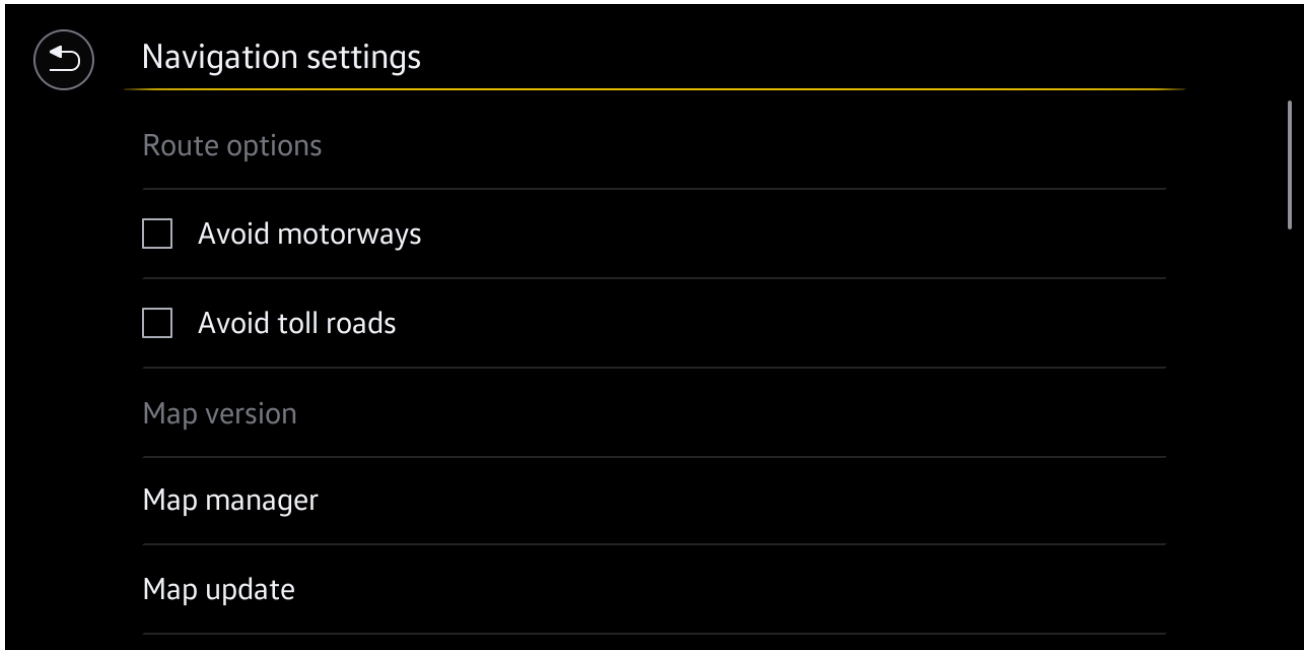 Navigation settings
Route options
Avoid motorways
Avoid toll roads
Map version
Map manager
Map update